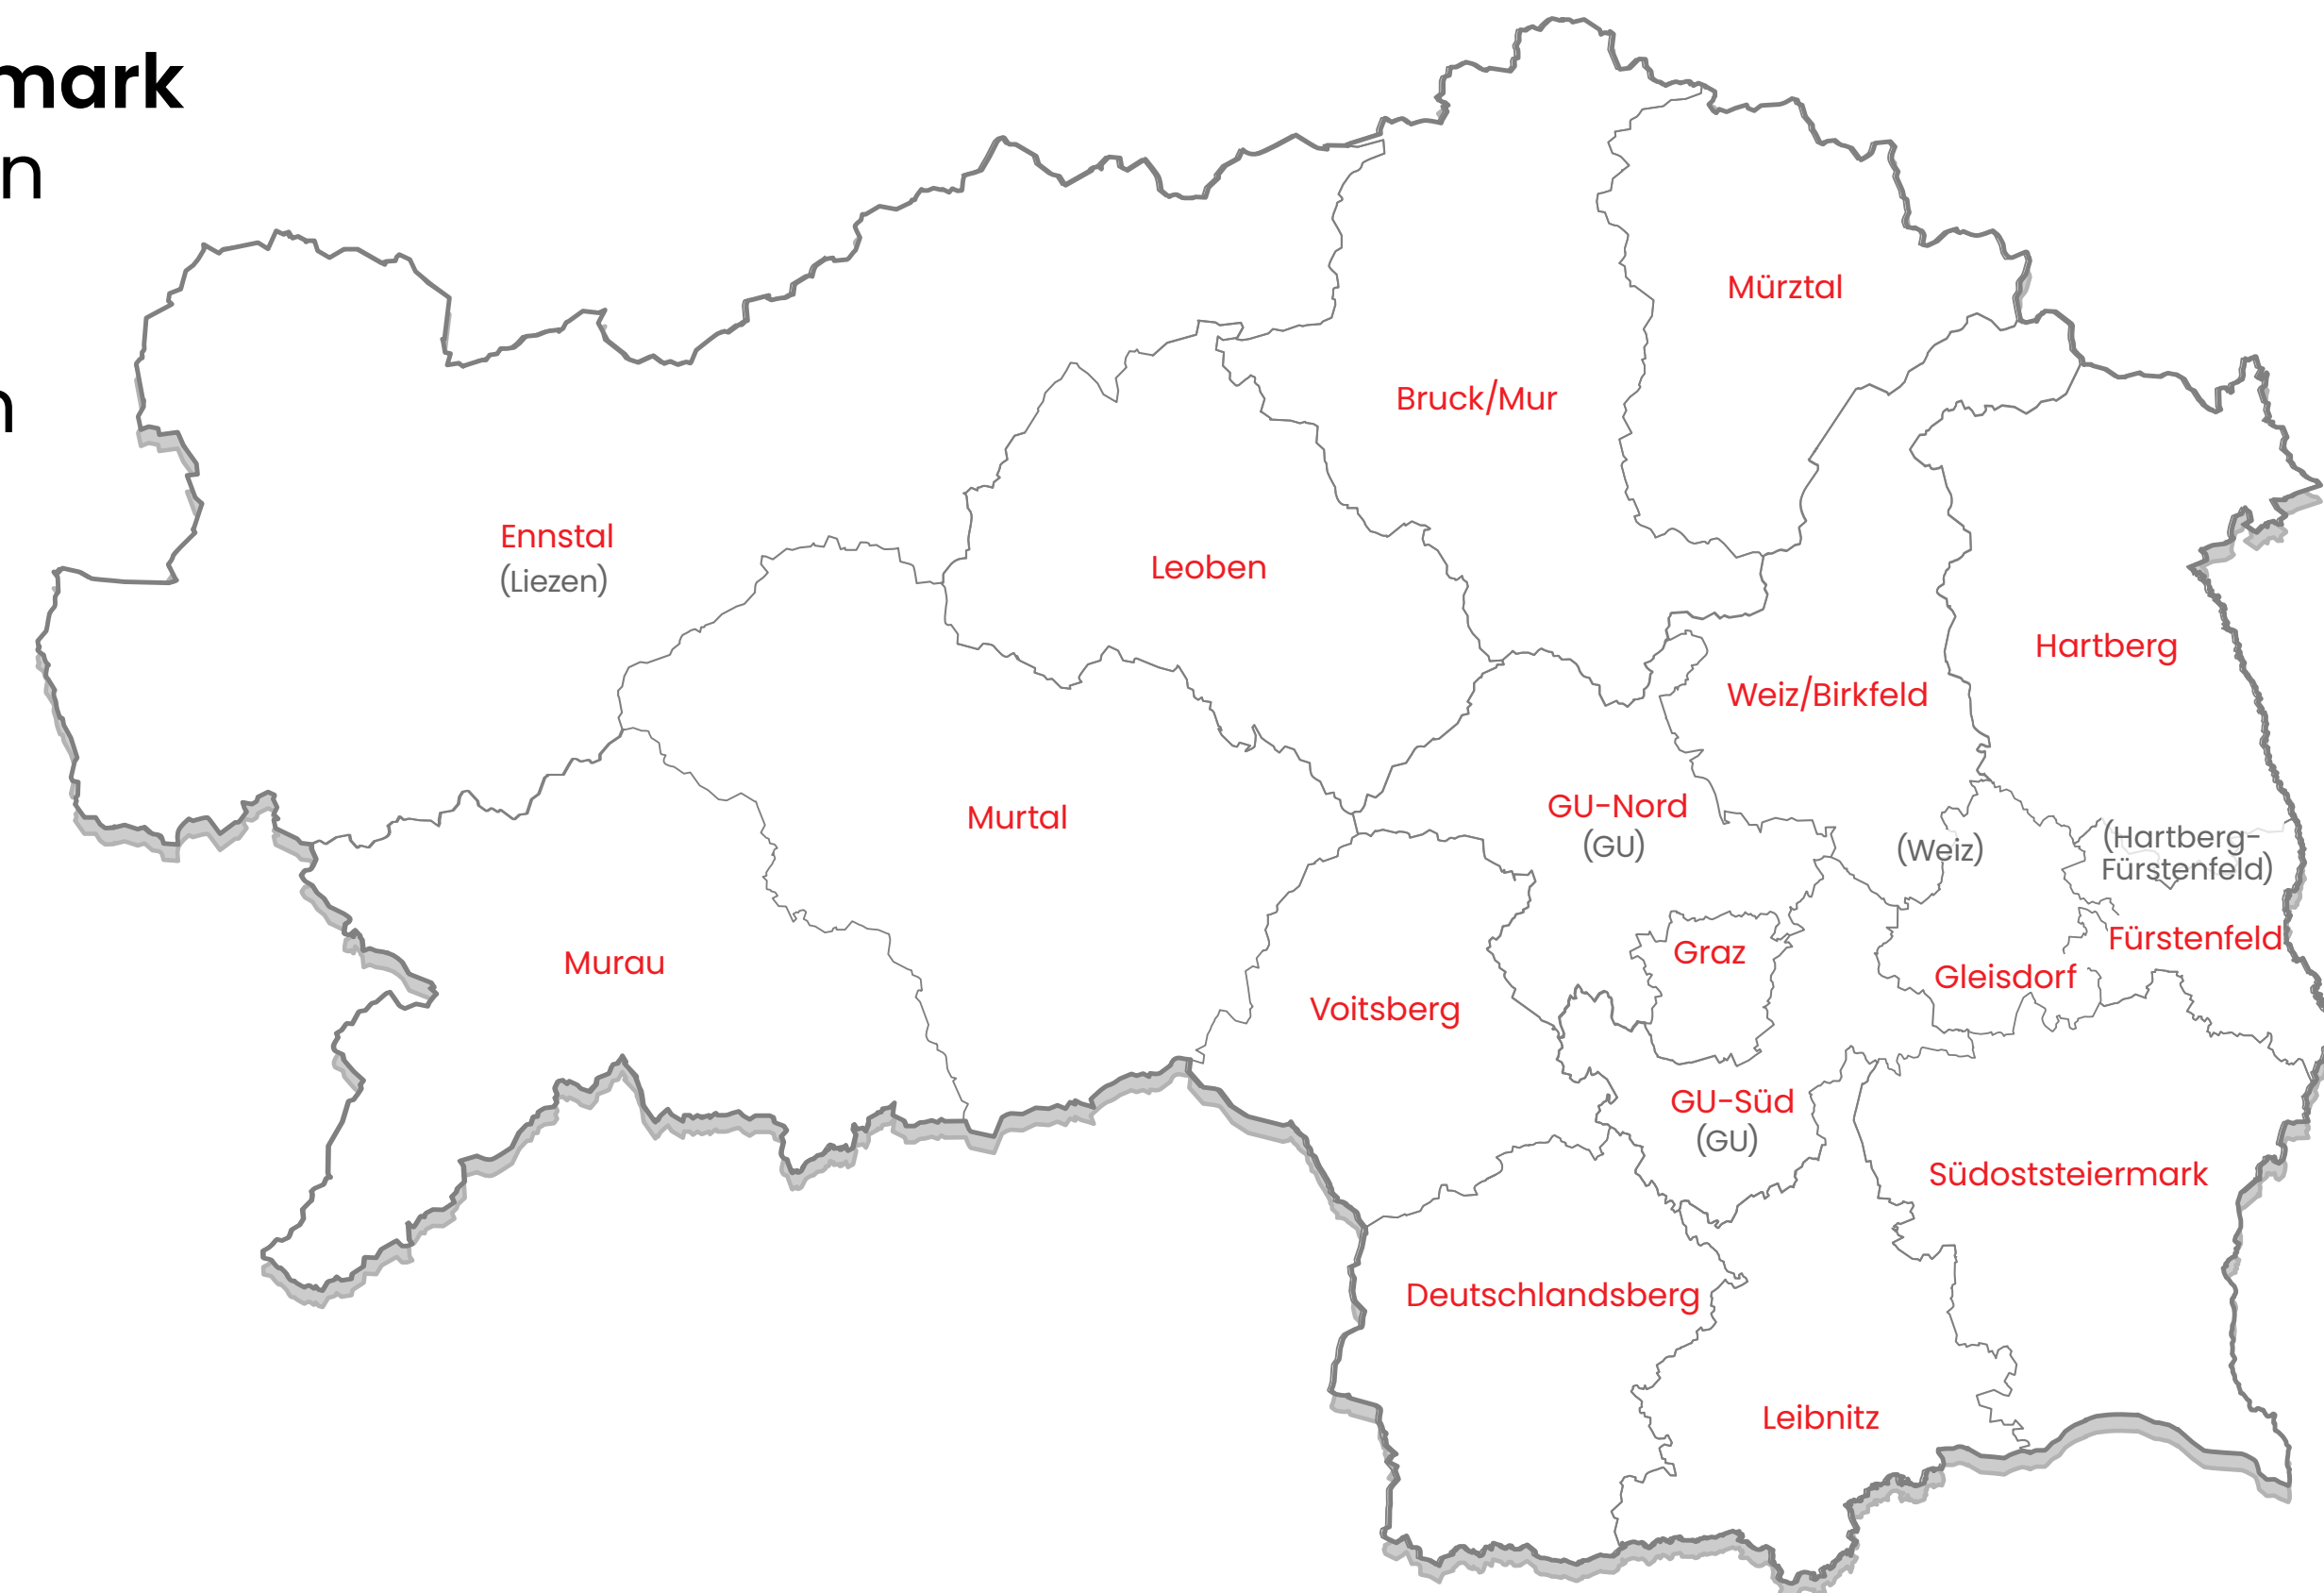 mark
n
n
Mürztal
Bruck/Mur
Ennstal
(Liezen)
Leoben
Hartberg
Weiz/Birkfeld
Murtal
GU-Nord
(GU)
(Weiz)
(Hartberg-
Fürstenfeld)
Murau
Graz
Fürstenfeld
Gleisdorf
Voitsberg
GU-Süd
(GU)
Südoststeiermark
Deutschlandsberg
Leibnitz